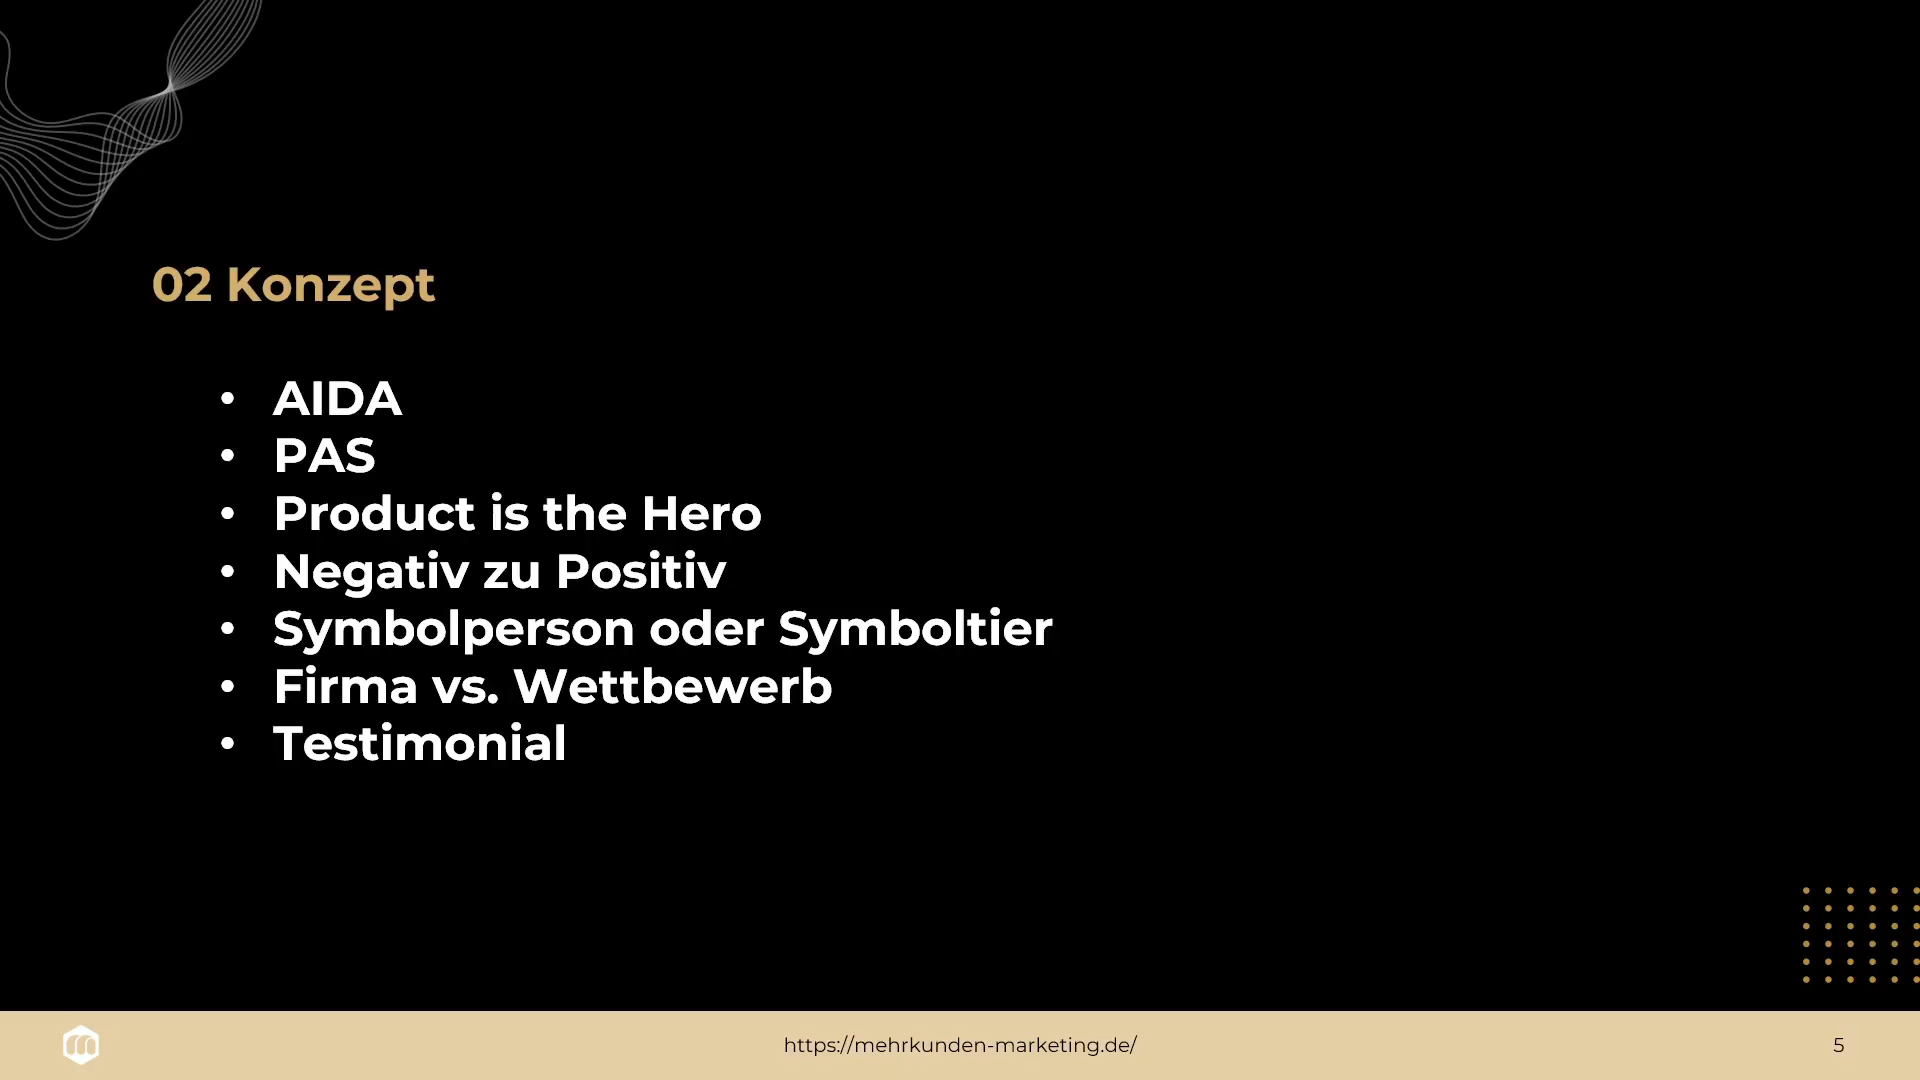 02 Konzept
• AIDA
• PAS
• Product is the Hero
• Negativ zu Positiv
• Symbolperson oder Symboltier
• Firma vs. Wettbewerb
• Testimonial
https://mehrkunden-marketing.de/
5